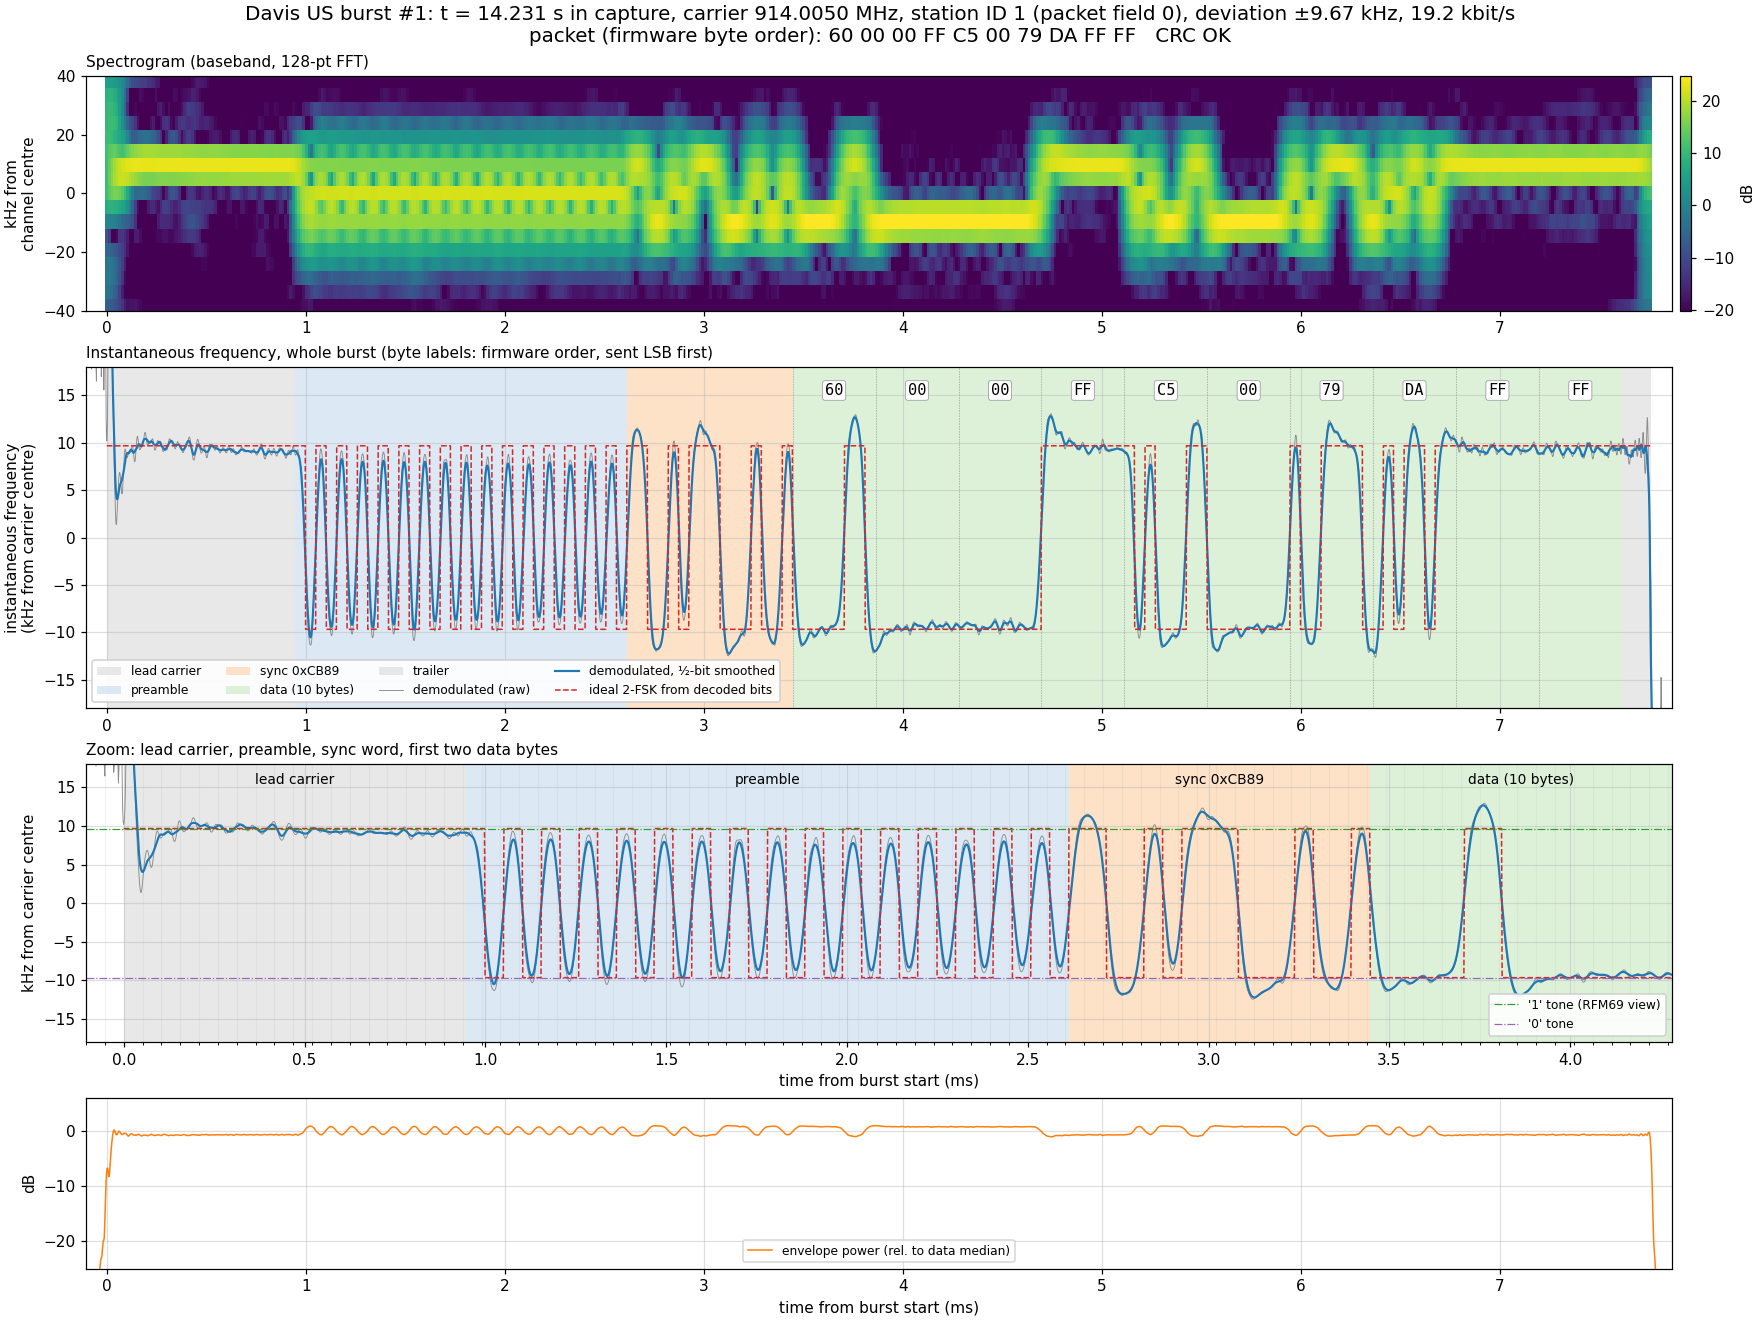 Davis US burst #1: t = 14.231 s in capture, carrier 914.0050 MHz, station ID 1 (packet field 0), deviation ±9.67 kHz, 19.2 kbit/s
packet (firmware byte order): 60 00 00 FF C5 00 79 DA FF FF   CRC OK
Spectrogram (baseband, 128-pt FFT)
kHz from
channel centre
40
20
0
−20
−40
0 1 2 3 4 5 6 7
20
10
0
−10
−20
dB
Instantaneous frequency, whole burst (byte labels: firmware order, sent LSB first)
instantaneous frequency
(kHz from carrier centre)
15
10
5
0
−5
−10
−15
60 00 00 FF C5 00 79 DA FF FF
lead carrier
preamble
sync 0xCB89
data (10 bytes)
trailer
demodulated (raw)
demodulated, ½-bit smoothed
ideal 2-FSK from decoded bits
0 1 2 3 4 5 6 7
Zoom: lead carrier, preamble, sync word, first two data bytes
kHz from carrier centre
15
10
5
0
−5
−10
−15
lead carrier
preamble
sync 0xCB89
data (10 bytes)
'1' tone (RFM69 view)
'0' tone
0.0 0.5 1.0 1.5 2.0 2.5 3.0 3.5 4.0
time from burst start (ms)
dB
0
−10
−20
envelope power (rel. to data median)
0 1 2 3 4 5 6 7
time from burst start (ms)